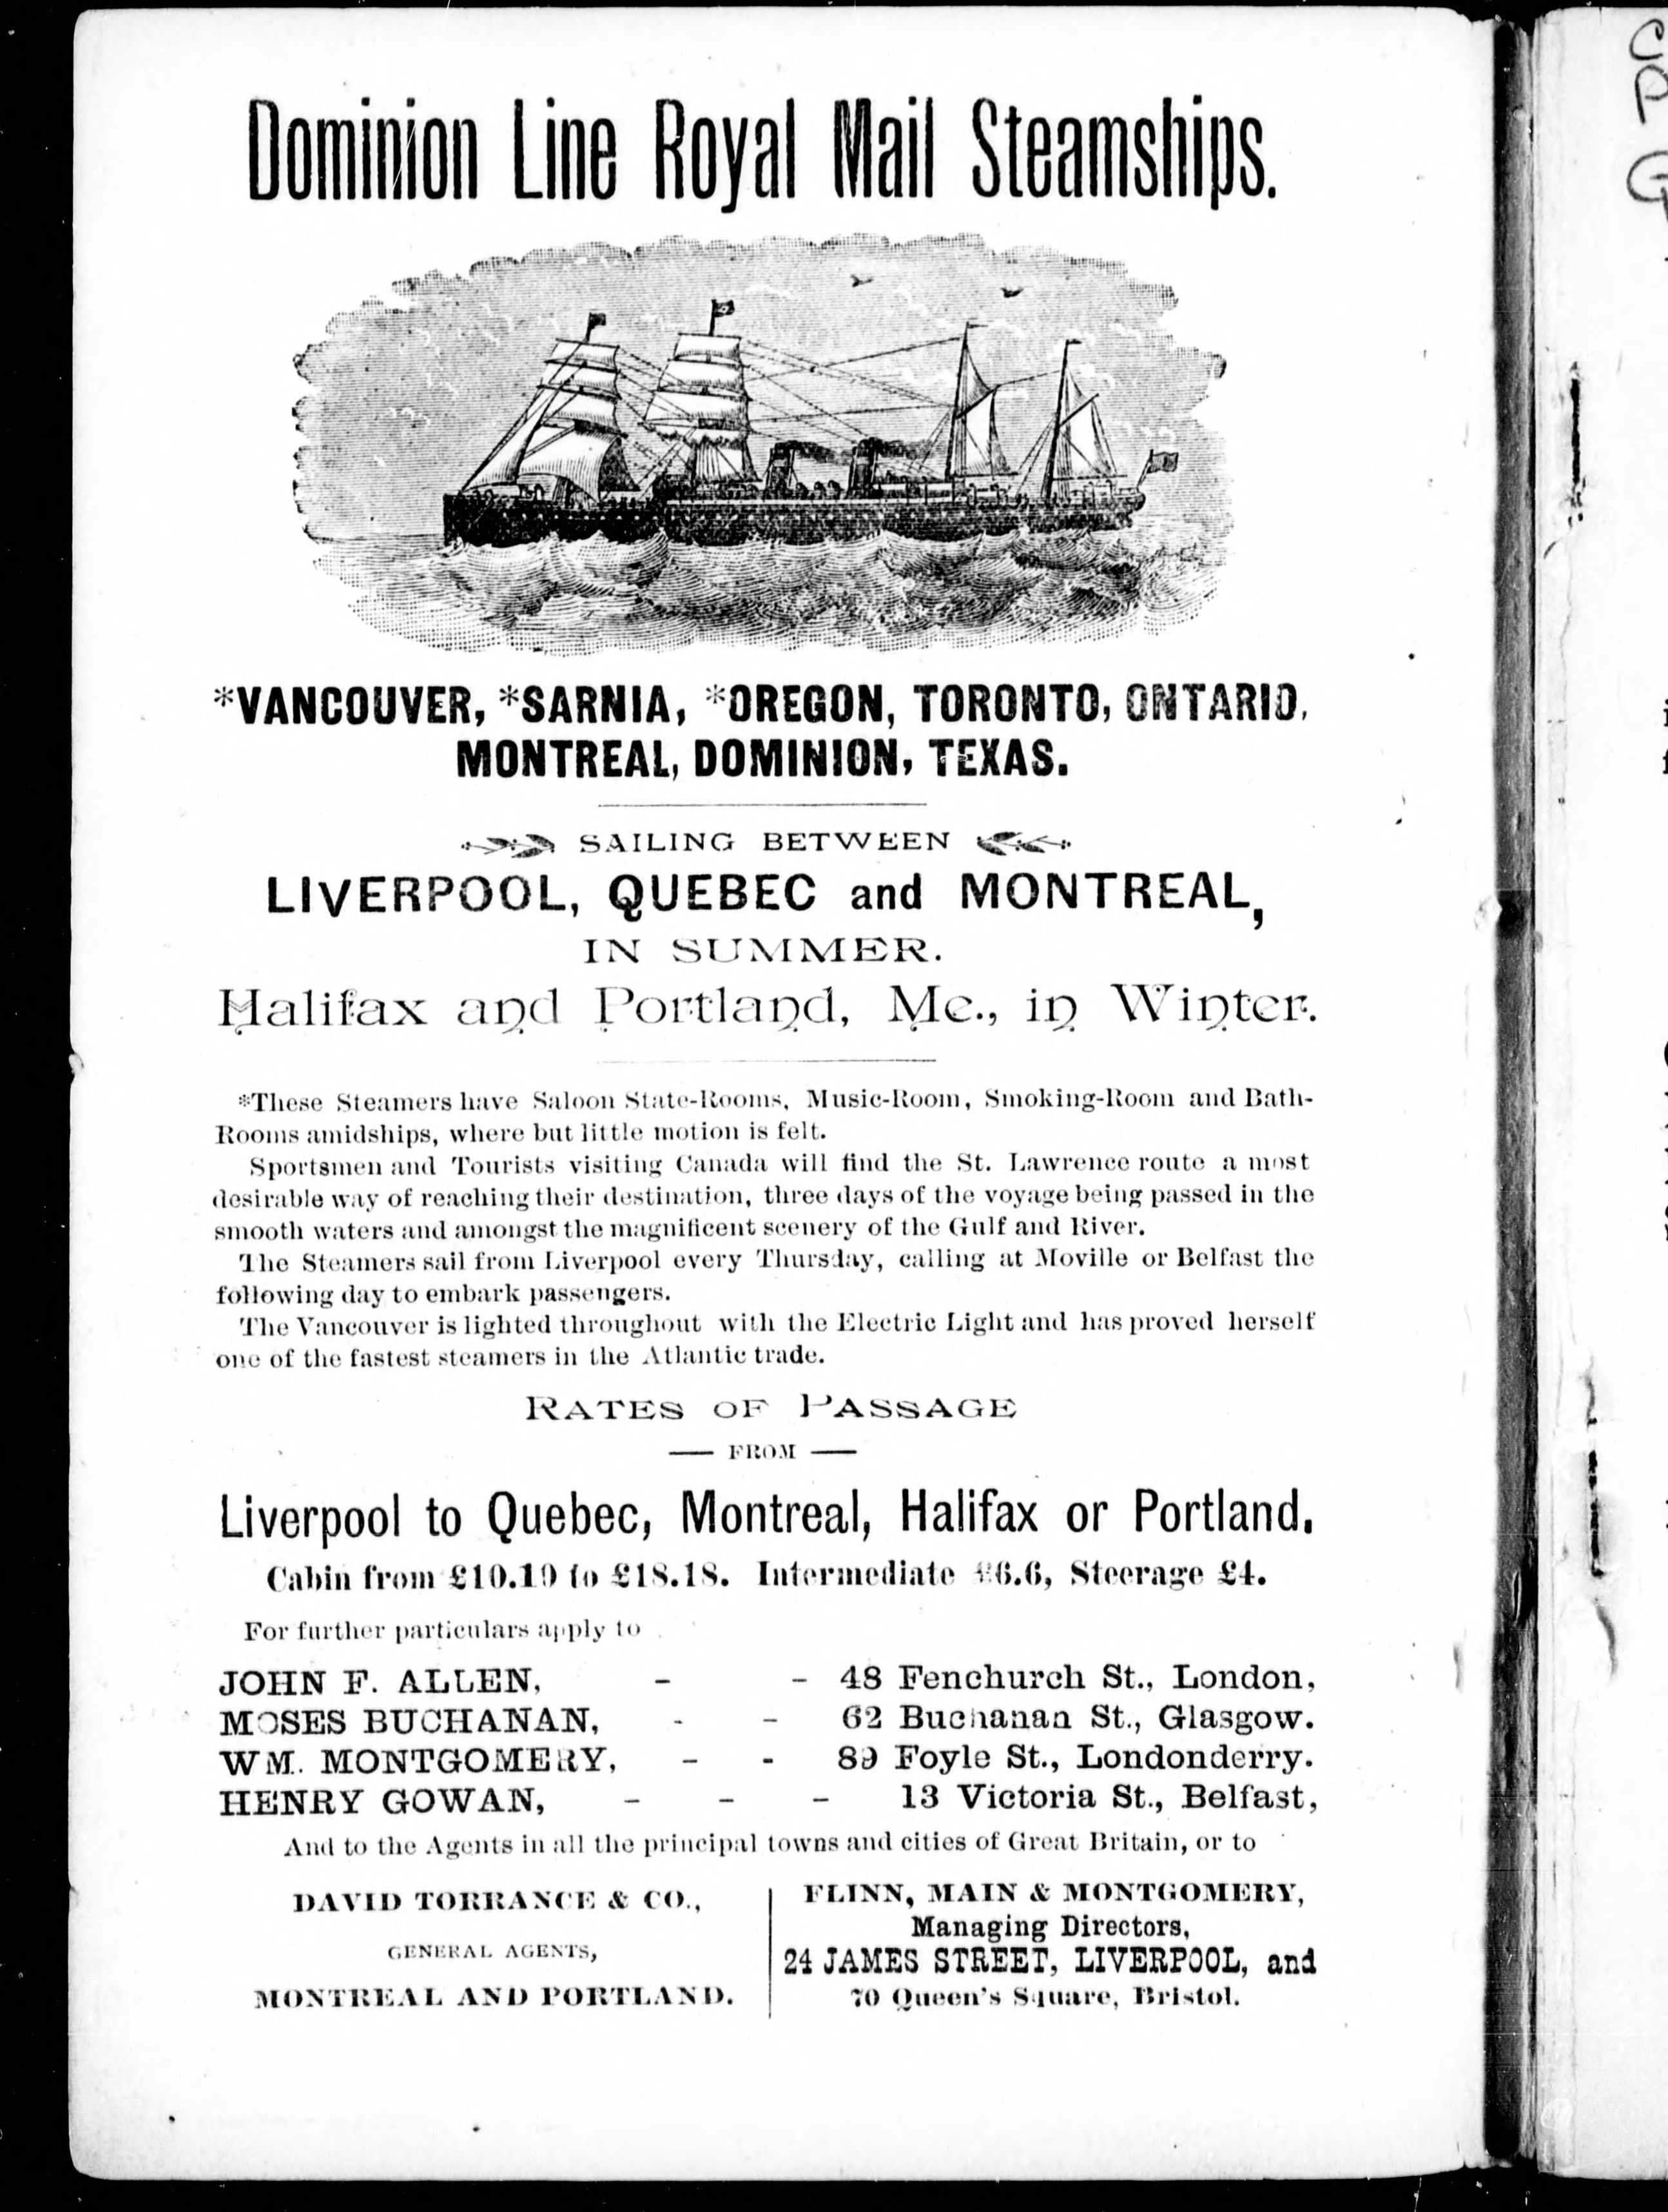 Dominion Line Royal Mail Steamships.
*VANCOUVER, *SARNIA, *OREGON, TORONTO, ONTARIO,
MONTREAL, DOMINION, TEXAS.
SAILING BETWEEN
LIVERPOOL, QUEBEC and MONTREAL,
IN SUMMER.
Halifax and Portland, Me., in Winter.
*These Steamers have Saloon State-Rooms, Music-Room, Smoking-Room and Bath-
Rooms amidships, where but little motion is felt.
Sportsmen and Tourists visiting Canada will find the St. Lawrence route a most
desirable way of reaching their destination, three days of the voyage being passed in the
smooth waters and amongst the magnificent scenery of the Gulf and River.
The Steamers sail from Liverpool every Thursday, calling at Moville or Belfast the
following day to embark passengers.
The Vancouver is lighted throughout with the Electric Light and has proved herself
one of the fastest steamers in the Atlantic trade.
RATES OF PASSAGE
— FROM —
Liverpool to Quebec, Montreal, Halifax or Portland.
Cabin from £10.10 to £18.18. Intermediate £6.6, Steerage £4.
For further particulars apply to
JOHN F. ALLEN, - - 48 Fenchurch St., London,
MOSES BUCHANAN, - - 62 Buchanan St., Glasgow.
WM. MONTGOMERY, - - 89 Foyle St., Londonderry.
HENRY GOWAN, - - - 13 Victoria St., Belfast,
And to the Agents in all the principal towns and cities of Great Britain, or to
DAVID TORRANCE & CO.,
GENERAL AGENTS,
MONTREAL AND PORTLAND.
FLINN, MAIN & MONTGOMERY,
Managing Directors,
24 JAMES STREET, LIVERPOOL, and
70 Queen's Square, Bristol.